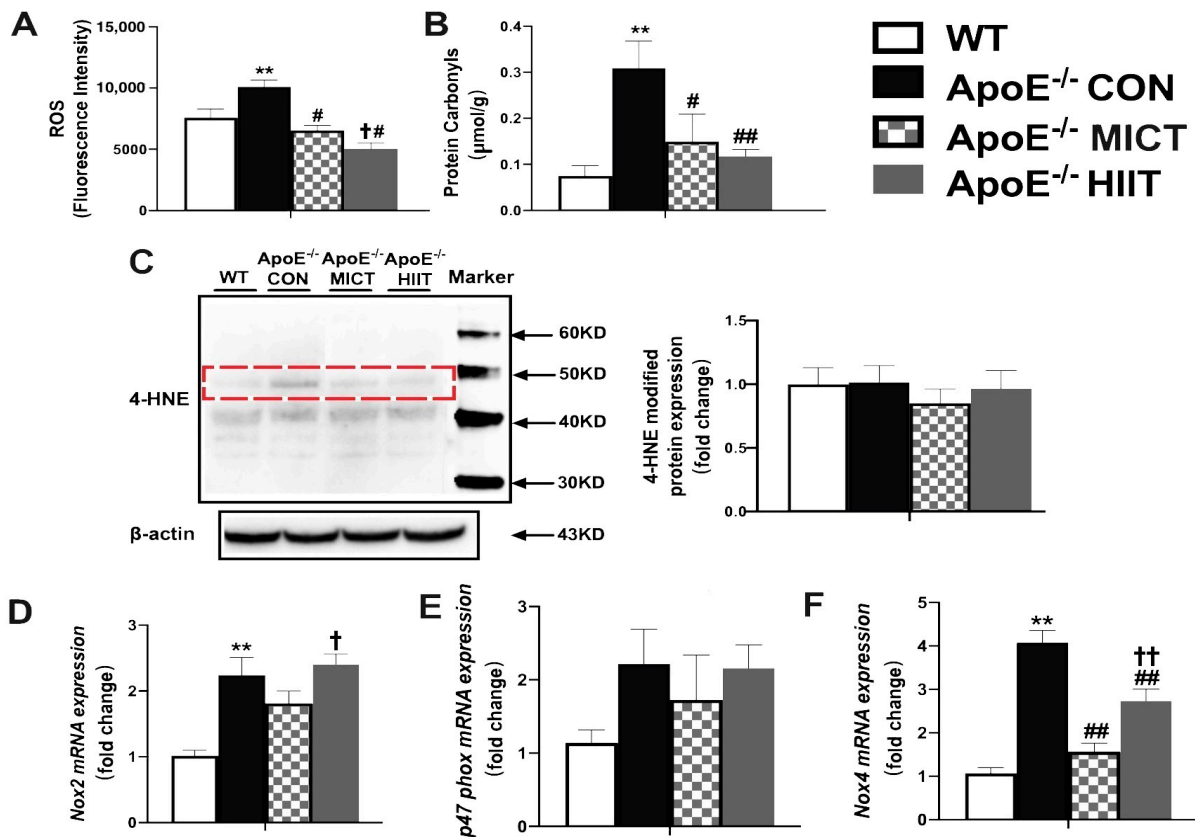 A
ROS
(Fluorescence Intensity)
15,000
10,000
5000
0
**
#
†#
B
Protein Carbonyls
(μmol/g)
0.4
0.3
0.2
0.1
0.0
**
#
##
WT
ApoE-/- CON
ApoE-/- MICT
ApoE-/- HIIT
C
WT
ApoE-/-
CON
ApoE-/-
MICT
ApoE-/-
HIIT
Marker
4-HNE
60KD
50KD
40KD
30KD
β-actin
43KD
4-HNE modified
protein expression
(fold change)
1.5
1.0
0.5
0.0
D
Nox2 mRNA expression
(fold change)
3
2
1
0
**
†
E
p47 phox mRNA expression
(fold change)
3
2
1
0
F
Nox4 mRNA expression
(fold change)
5
4
3
2
1
0
**
##
††
##